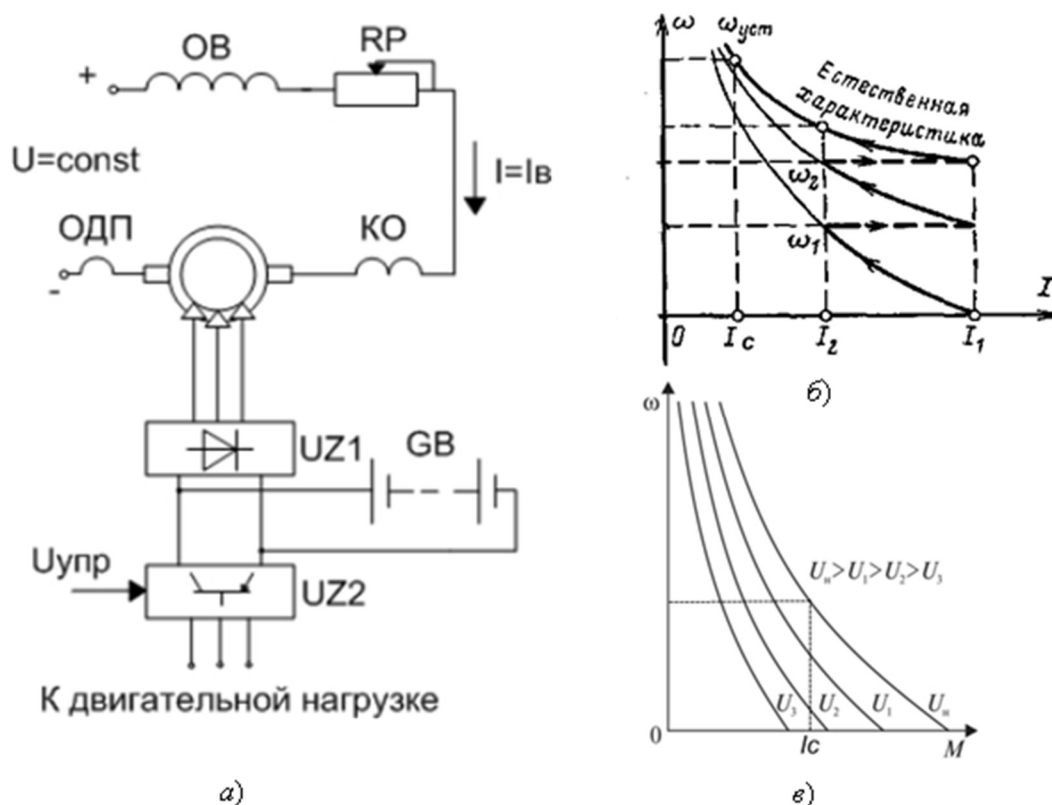 ОВ
RP
+
U=const
I=Iв
ОДП
КО
-
UZ1
GB
Uупр
UZ2
К двигательной нагрузке
а)
ω
ωуст
Естественная
характеристика
ω2
ω1
I
0
Iс
I2
I1
б)
ω
Uн>U1>U2>U3
U3
U2
U1
Uн
0
Ic
М
в)